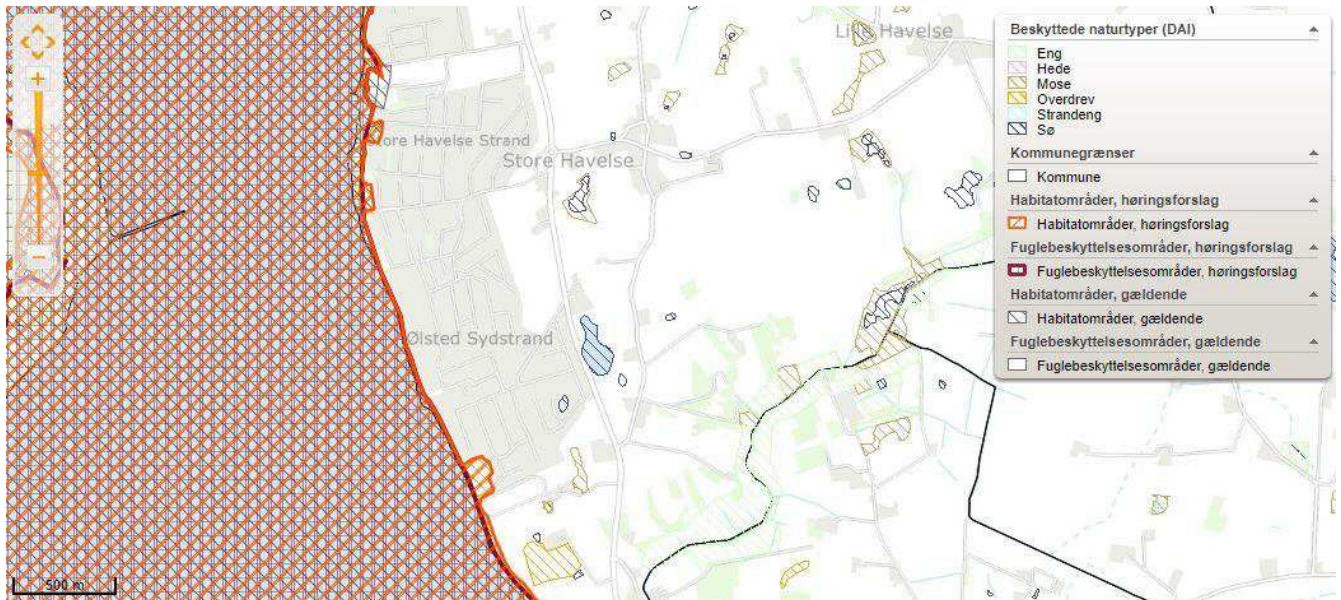 Lille Havelse
Store Havelse Strand
Store Havelse
Ølsted Sydstrand
500 m
Beskyttede naturtyper (DAI)
Eng
Hede
Mose
Overdrev
Strandeng
Sø
Kommunegrænser
Kommune
Habitatområder, høringsforslag
Habitatområder, høringsforslag
Fuglebeskyttelsesområder, høringsforslag
Fuglebeskyttelsesområder, høringsforslag
Habitatområder, gældende
Habitatområder, gældende
Fuglebeskyttelsesområder, gældende
Fuglebeskyttelsesområder, gældende